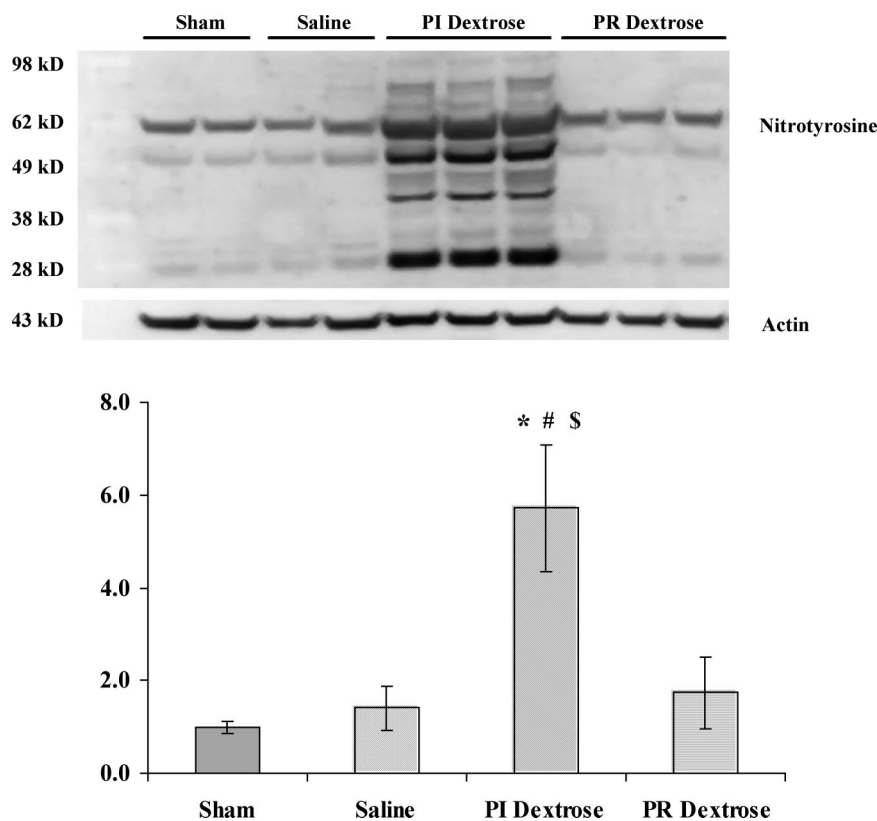 Sham Saline PI Dextrose PR Dextrose
98 kD
62 kD
Nitrotyrosine
49 kD
38 kD
28 kD
43 kD
Actin
8.0
* # $
6.0
4.0
2.0
0.0
Sham Saline PI Dextrose PR Dextrose